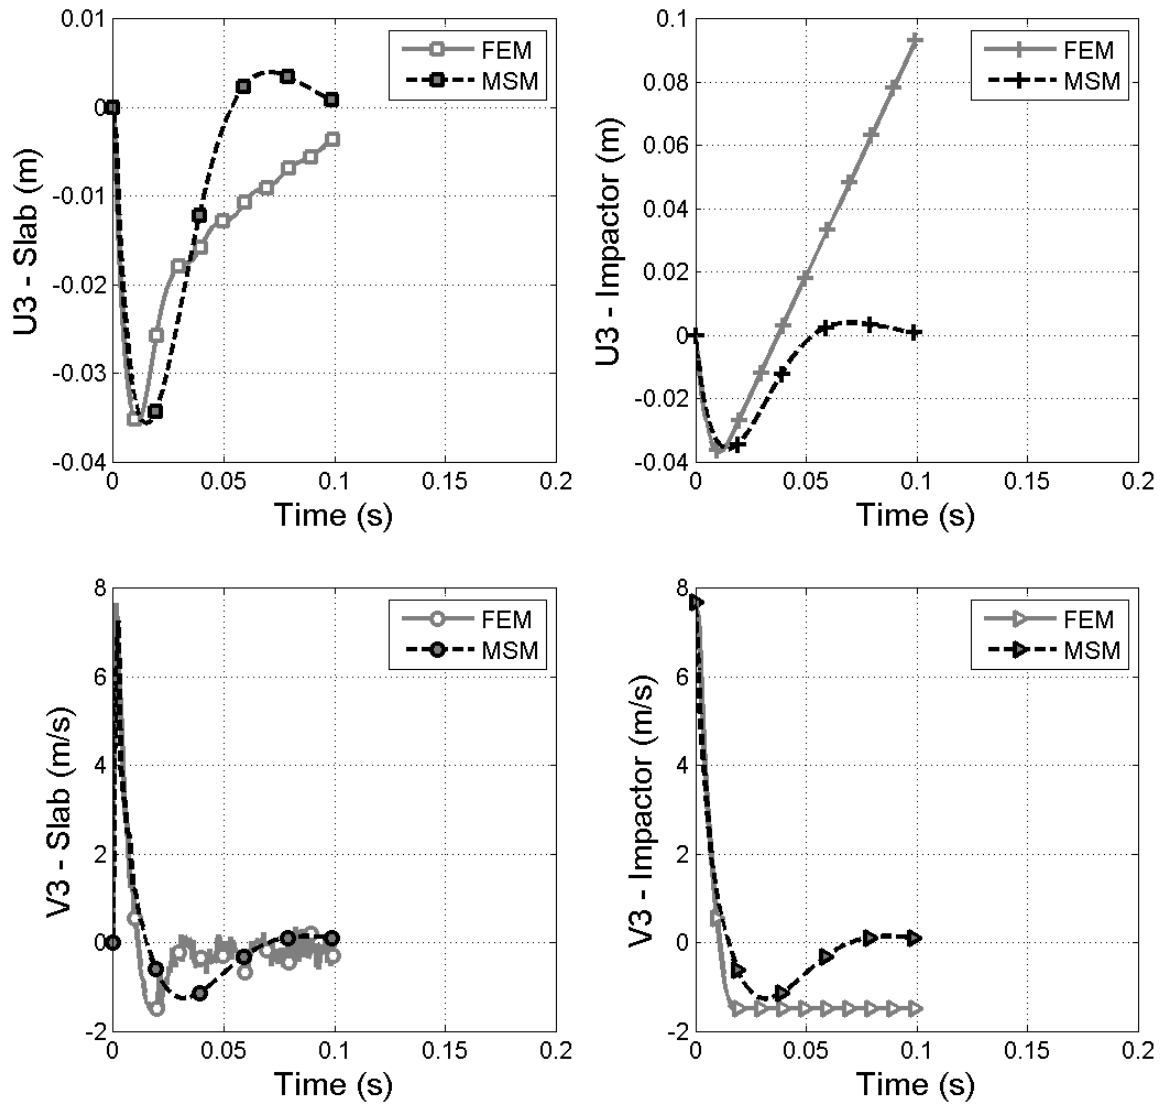 0.01
0
-0.01
-0.02
-0.03
-0.04
U3 - Slab (m)
FEM
MSM
0 0.05 0.1 0.15 0.2
Time (s)
0.1
0.08
0.06
0.04
0.02
0
-0.02
-0.04
U3 - Impactor (m)
FEM
MSM
0 0.05 0.1 0.15 0.2
Time (s)
8
6
4
2
0
-2
V3 - Slab (m/s)
FEM
MSM
0 0.05 0.1 0.15 0.2
Time (s)
8
6
4
2
0
-2
V3 - Impactor (m/s)
FEM
MSM
0 0.05 0.1 0.15 0.2
Time (s)